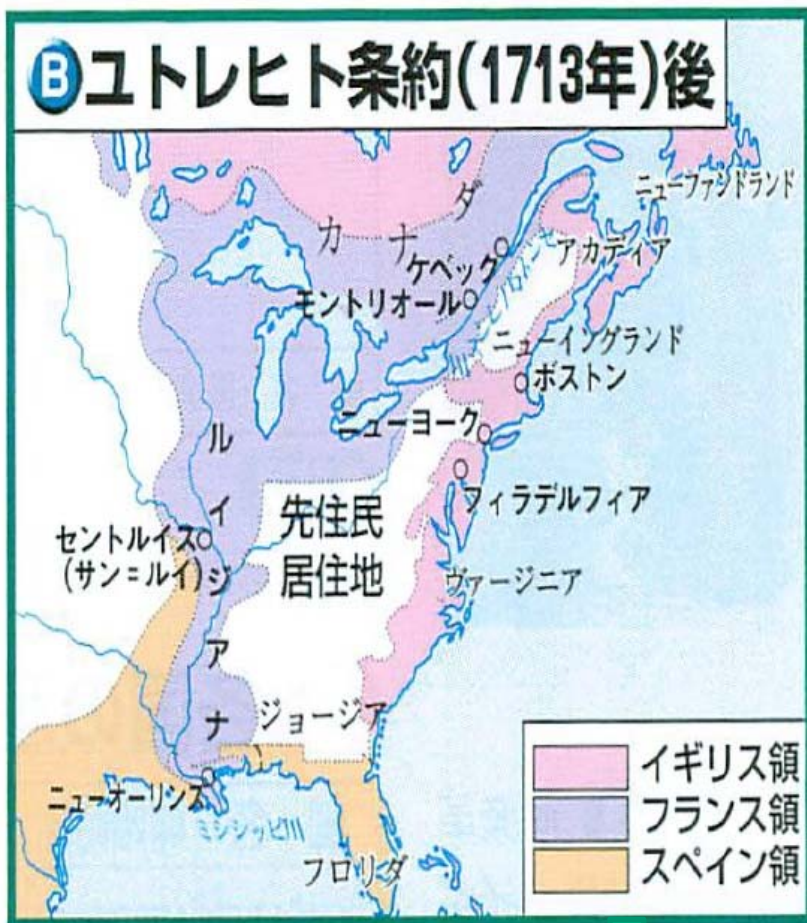 B ユトレヒト条約(1713年)後
ニューファンドランド
カナダ
アカディア
ケベック
モントリオール
ニューイングランド
ボストン
ニューヨーク
フィラデルフィア
ルイジアナ
先住民
居住地
セントルイス
(サン=ルイ)
ヴァージニア
ジョージア
ニューオーリンズ
ミシシッピ川
フロリダ
イギリス領
フランス領
スペイン領